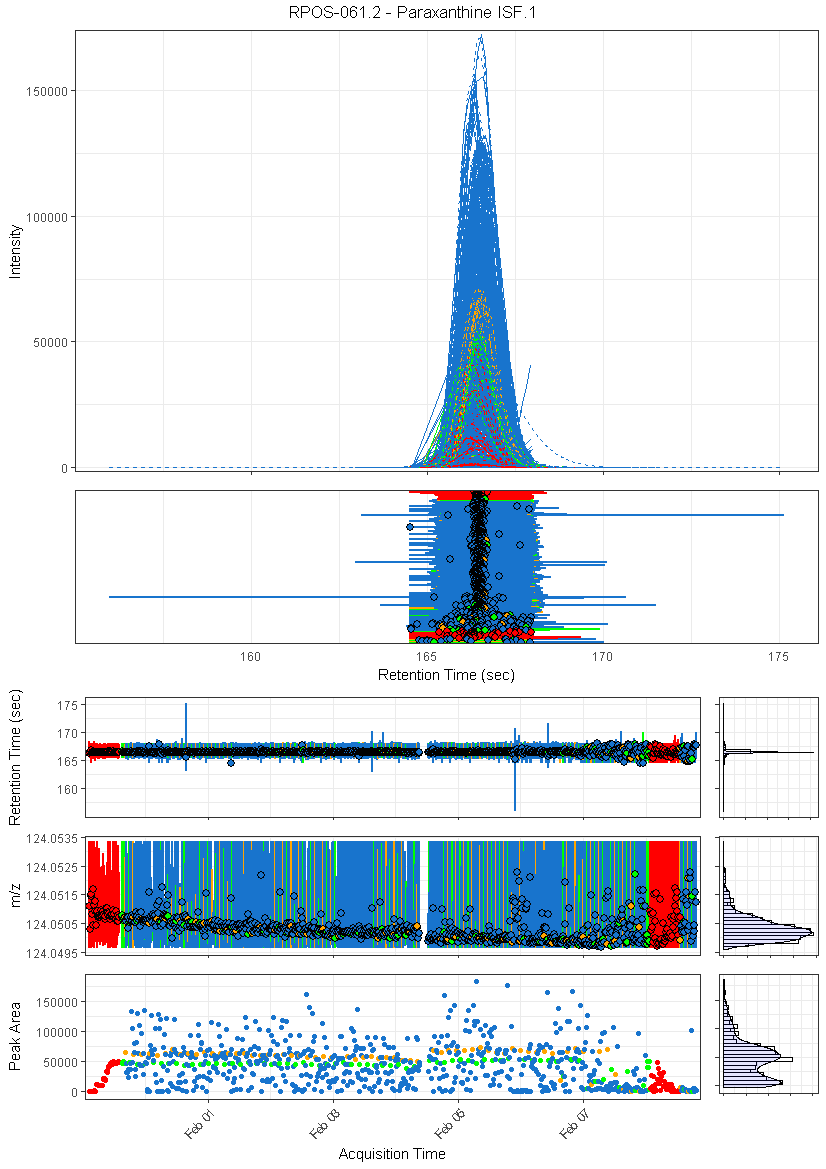 RPOS-061.2 - Paraxanthine ISF.1
150000
100000
50000
0
Intensity
160
165
170
175
Retention Time (sec)
175
170
165
160
Retention Time (sec)
124.0535
124.0525
124.0515
124.0505
124.0495
m/z
150000
100000
50000
0
Peak Area
Feb 01
Feb 03
Feb 05
Feb 07
Acquisition Time